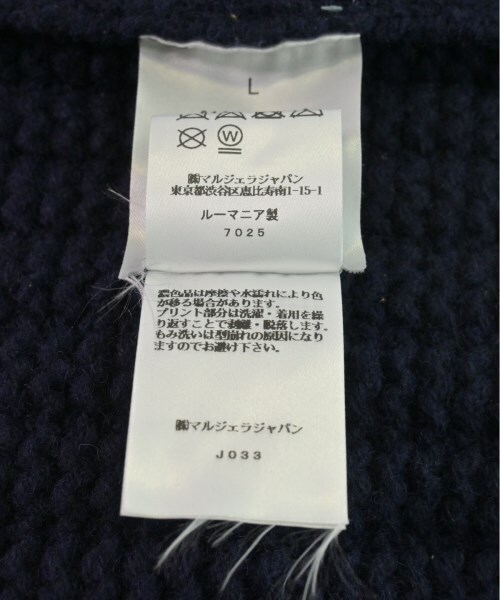 L
W
㈱マルジェラジャパン
東京都渋谷区恵比寿南1-15-1
ルーマニア製
7025
濃色品は摩擦や水濡れにより色
が移る場合があります。
プリント部分は洗濯・着用を繰
り返すことで剥離・脱落します。
もみ洗いは型崩れの原因になり
ますのでお避け下さい。
㈱マルジェラジャパン
J033